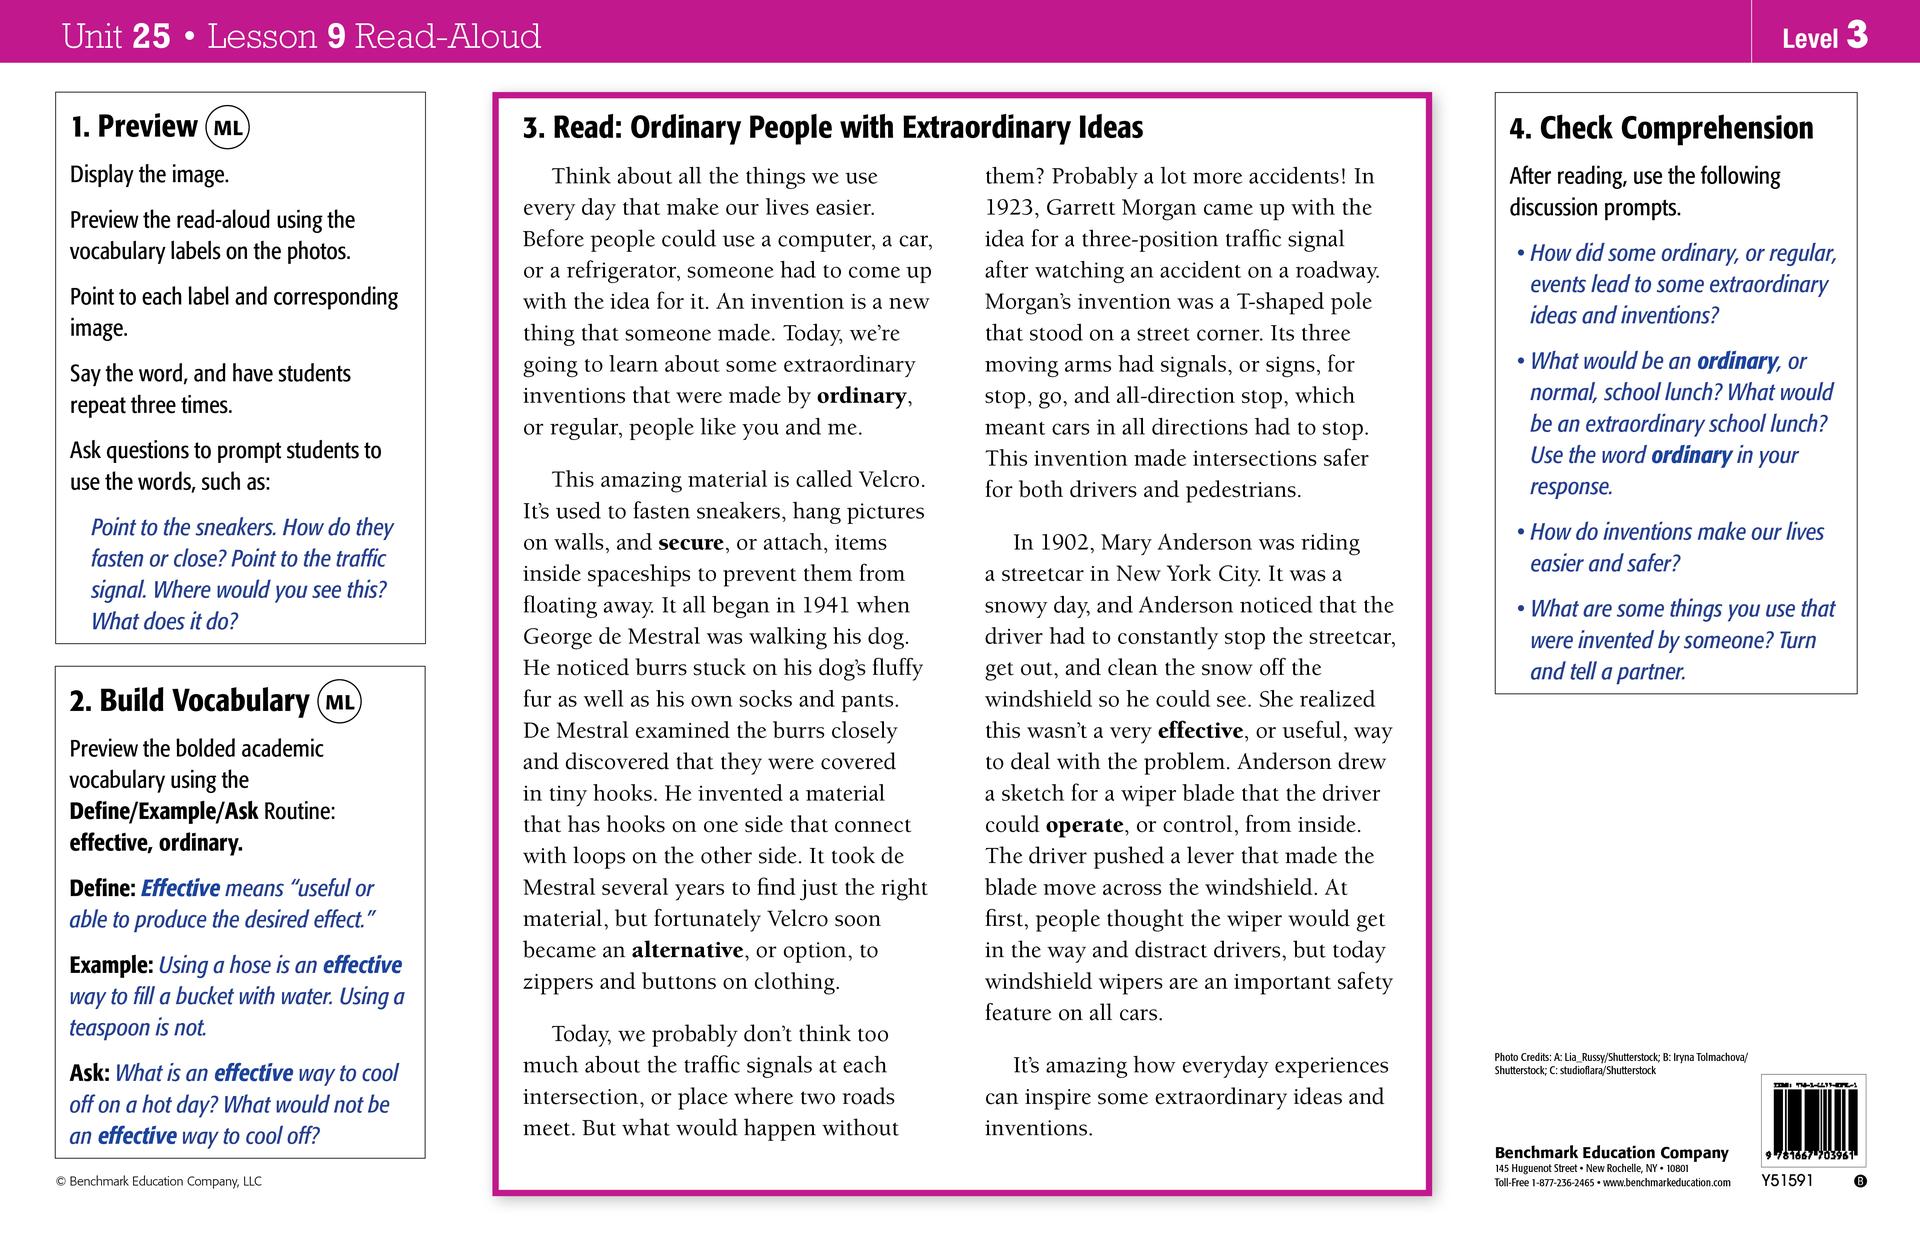 Unit 25 • Lesson 9 Read-Aloud
Level 3
1. Preview ML
Display the image.
Preview the read-aloud using the
vocabulary labels on the photos.
Point to each label and corresponding
image.
Say the word, and have students
repeat three times.
Ask questions to prompt students to
use the words, such as:
Point to the sneakers. How do they
fasten or close? Point to the traffic
signal. Where would you see this?
What does it do?
2. Build Vocabulary ML
Preview the bolded academic
vocabulary using the
Define/Example/Ask Routine:
effective, ordinary.
Define: Effective means “useful or
able to produce the desired effect.”
Example: Using a hose is an effective
way to fill a bucket with water. Using a
teaspoon is not.
Ask: What is an effective way to cool
off on a hot day? What would not be
an effective way to cool off?
© Benchmark Education Company, LLC
3. Read: Ordinary People with Extraordinary Ideas
Think about all the things we use
every day that make our lives easier.
Before people could use a computer, a car,
or a refrigerator, someone had to come up
with the idea for it. An invention is a new
thing that someone made. Today, we’re
going to learn about some extraordinary
inventions that were made by ordinary,
or regular, people like you and me.
This amazing material is called Velcro.
It’s used to fasten sneakers, hang pictures
on walls, and secure, or attach, items
inside spaceships to prevent them from
floating away. It all began in 1941 when
George de Mestral was walking his dog.
He noticed burrs stuck on his dog’s fluffy
fur as well as his own socks and pants.
De Mestral examined the burrs closely
and discovered that they were covered
in tiny hooks. He invented a material
that has hooks on one side that connect
with loops on the other side. It took de
Mestral several years to find just the right
material, but fortunately Velcro soon
became an alternative, or option, to
zippers and buttons on clothing.
Today, we probably don’t think too
much about the traffic signals at each
intersection, or place where two roads
meet. But what would happen without
them? Probably a lot more accidents! In
1923, Garrett Morgan came up with the
idea for a three-position traffic signal
after watching an accident on a roadway.
Morgan’s invention was a T-shaped pole
that stood on a street corner. Its three
moving arms had signals, or signs, for
stop, go, and all-direction stop, which
meant cars in all directions had to stop.
This invention made intersections safer
for both drivers and pedestrians.
In 1902, Mary Anderson was riding
a streetcar in New York City. It was a
snowy day, and Anderson noticed that the
driver had to constantly stop the streetcar,
get out, and clean the snow off the
windshield so he could see. She realized
this wasn’t a very effective, or useful, way
to deal with the problem. Anderson drew
a sketch for a wiper blade that the driver
could operate, or control, from inside.
The driver pushed a lever that made the
blade move across the windshield. At
first, people thought the wiper would get
in the way and distract drivers, but today
windshield wipers are an important safety
feature on all cars.
It’s amazing how everyday experiences
can inspire some extraordinary ideas and
inventions.
4. Check Comprehension
After reading, use the following
discussion prompts.
• How did some ordinary, or regular,
events lead to some extraordinary
ideas and inventions?
• What would be an ordinary, or
normal, school lunch? What would
be an extraordinary school lunch?
Use the word ordinary in your
response.
• How do inventions make our lives
easier and safer?
• What are some things you use that
were invented by someone? Turn
and tell a partner.
Photo Credits: A: Lia_Russy/Shutterstock; B: Iryna Tolmachova/
Shutterstock; C: studioflara/Shutterstock
Benchmark Education Company
145 Huguenot Street • New Rochelle, NY • 10801
Toll-Free 1-877-236-2465 • www.benchmarkeducation.com
9 781667 703961
Y51591
B